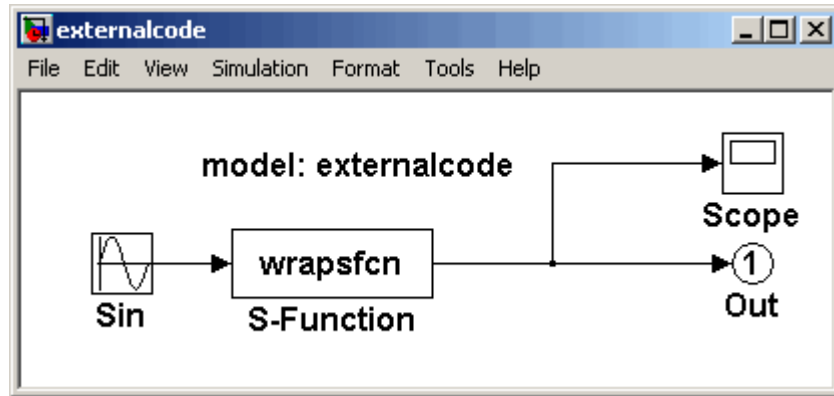 externalcode
File Edit View Simulation Format Tools Help
model: externalcode
Scope
wrapsfcn
1
Sin
S-Function
Out